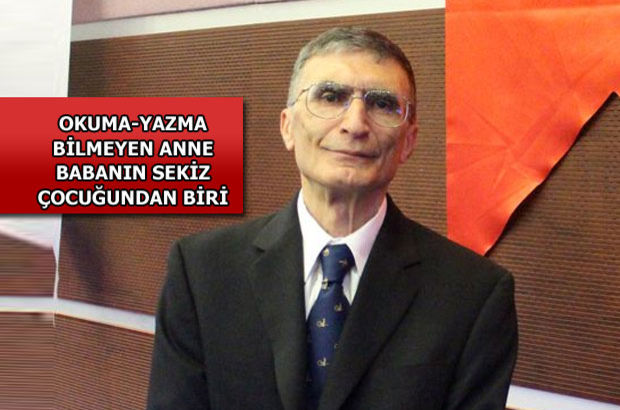 OKUMA-YAZMA
BİLMEYEN ANNE
BABANIN SEKİZ
ÇOCUĞUNDAN BİRİ